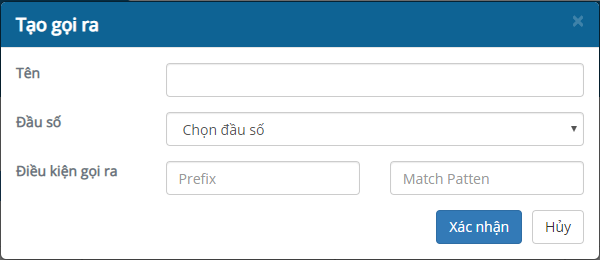 Tạo gọi ra ×
Tên
Đầu số Chọn đầu số
Điều kiện gọi ra Prefix Match Patten
Xác nhận Hủy